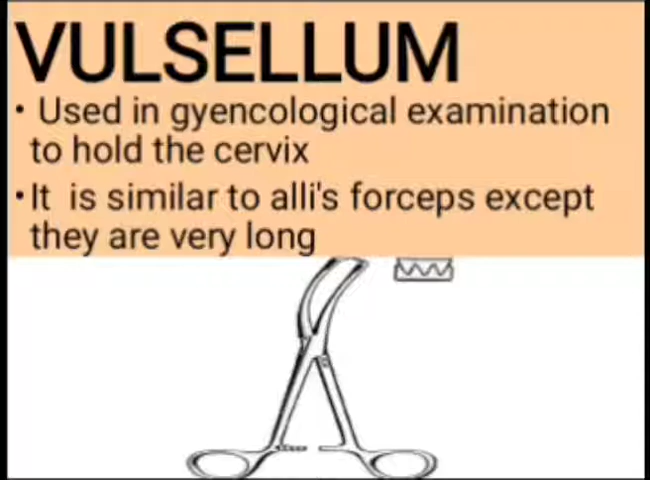 VULSELLUM
• Used in gyencological examination
to hold the cervix
• It is similar to alli's forceps except
they are very long